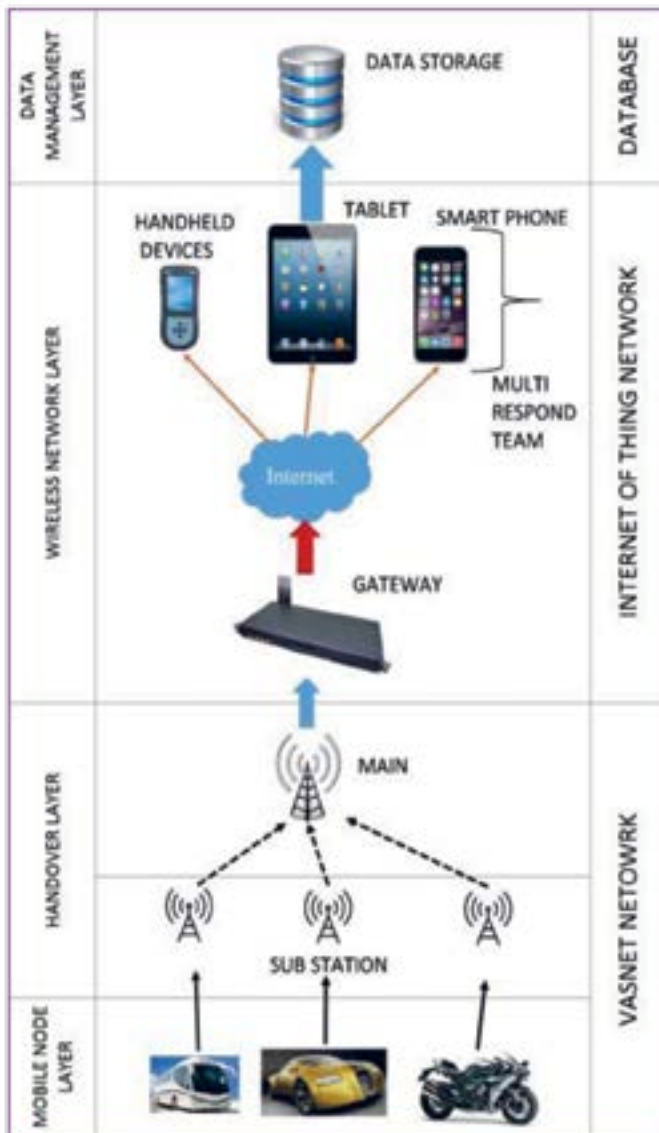 DATA
MANAGEMENT
LAYER
DATA STORAGE
DATABASE
WIRELESS NETWORK LAYER
HANDHELD
DEVICES
TABLET
SMART PHONE
MULTI
RESPOND
TEAM
Internet
GATEWAY
INTERNET OF THING NETWORK
HANDOVER LAYER
MAIN
SUB STATION
VASNET NETOWRK
MOBILE NODE
LAYER